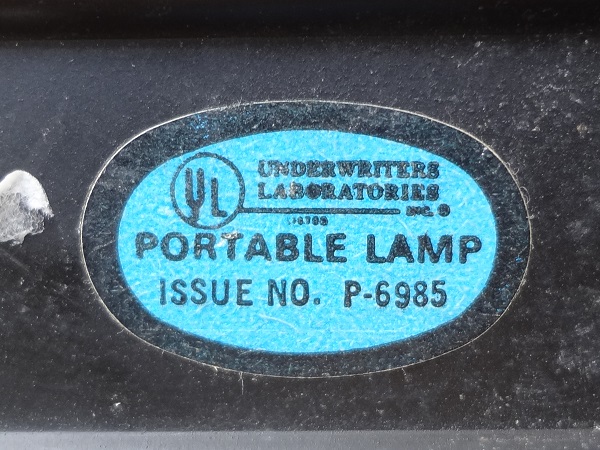 UL
UNDERWRITERS
LABORATORIES
INC. ®
PORTABLE LAMP
ISSUE NO. P-6985